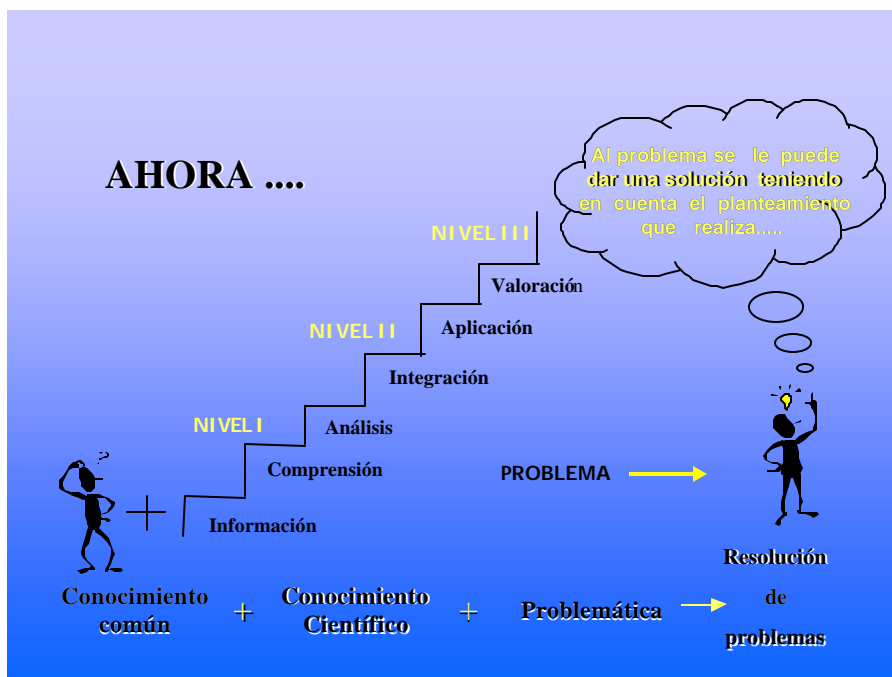 AHORA ....
Al problema se le puede
dar una solución teniendo
en cuenta el planteamiento
que realiza.....
NIVEL III
Valoración
NIVEL II
Aplicación
Integración
NIVEL I
Análisis
Comprensión
Información
?
+
PROBLEMA
Conocimiento
común
+
Conocimiento
Científico
+
Problemática
Resolución
de
problemas